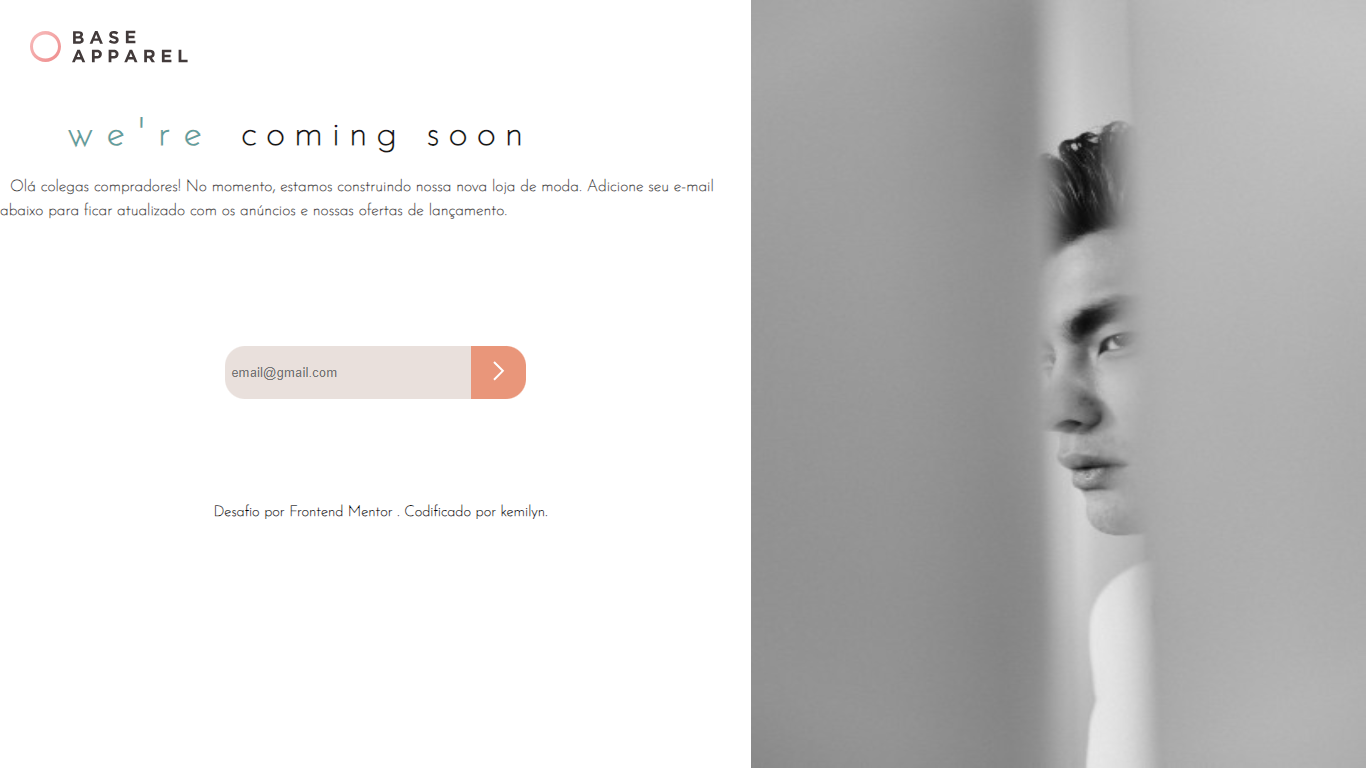 BASE
APPAREL
we're coming soon
Olá colegas compradores! No momento, estamos construindo nossa nova loja de moda. Adicione seu e-mail
abaixo para ficar atualizado com os anúncios e nossas ofertas de lançamento.
email@gmail.com
Desafio por Frontend Mentor . Codificado por kemilyn.